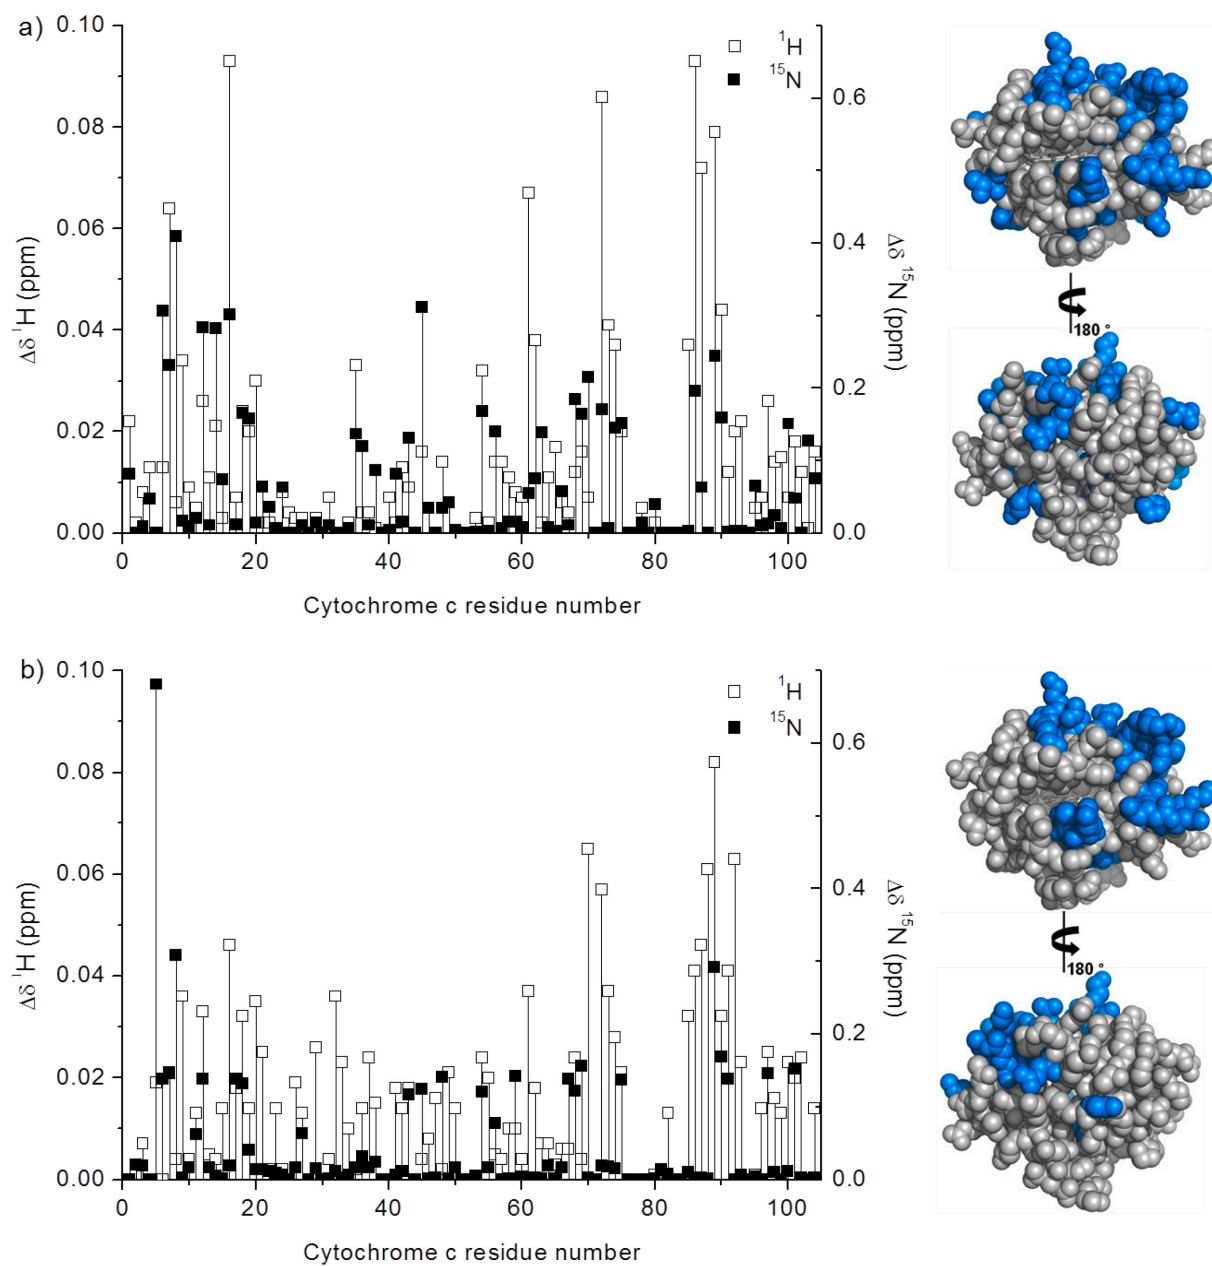 a)
0.10
0.08
0.06
0.04
0.02
0.00
Δδ ¹H (ppm)
0.6
0.4
0.2
0.0
Δδ ¹⁵N (ppm)
¹H
¹⁵N
0 20 40 60 80 100
Cytochrome c residue number
180 °
b)
0.10
0.08
0.06
0.04
0.02
0.00
Δδ ¹H (ppm)
0.6
0.4
0.2
0.0
Δδ ¹⁵N (ppm)
¹H
¹⁵N
0 20 40 60 80 100
Cytochrome c residue number
180 °